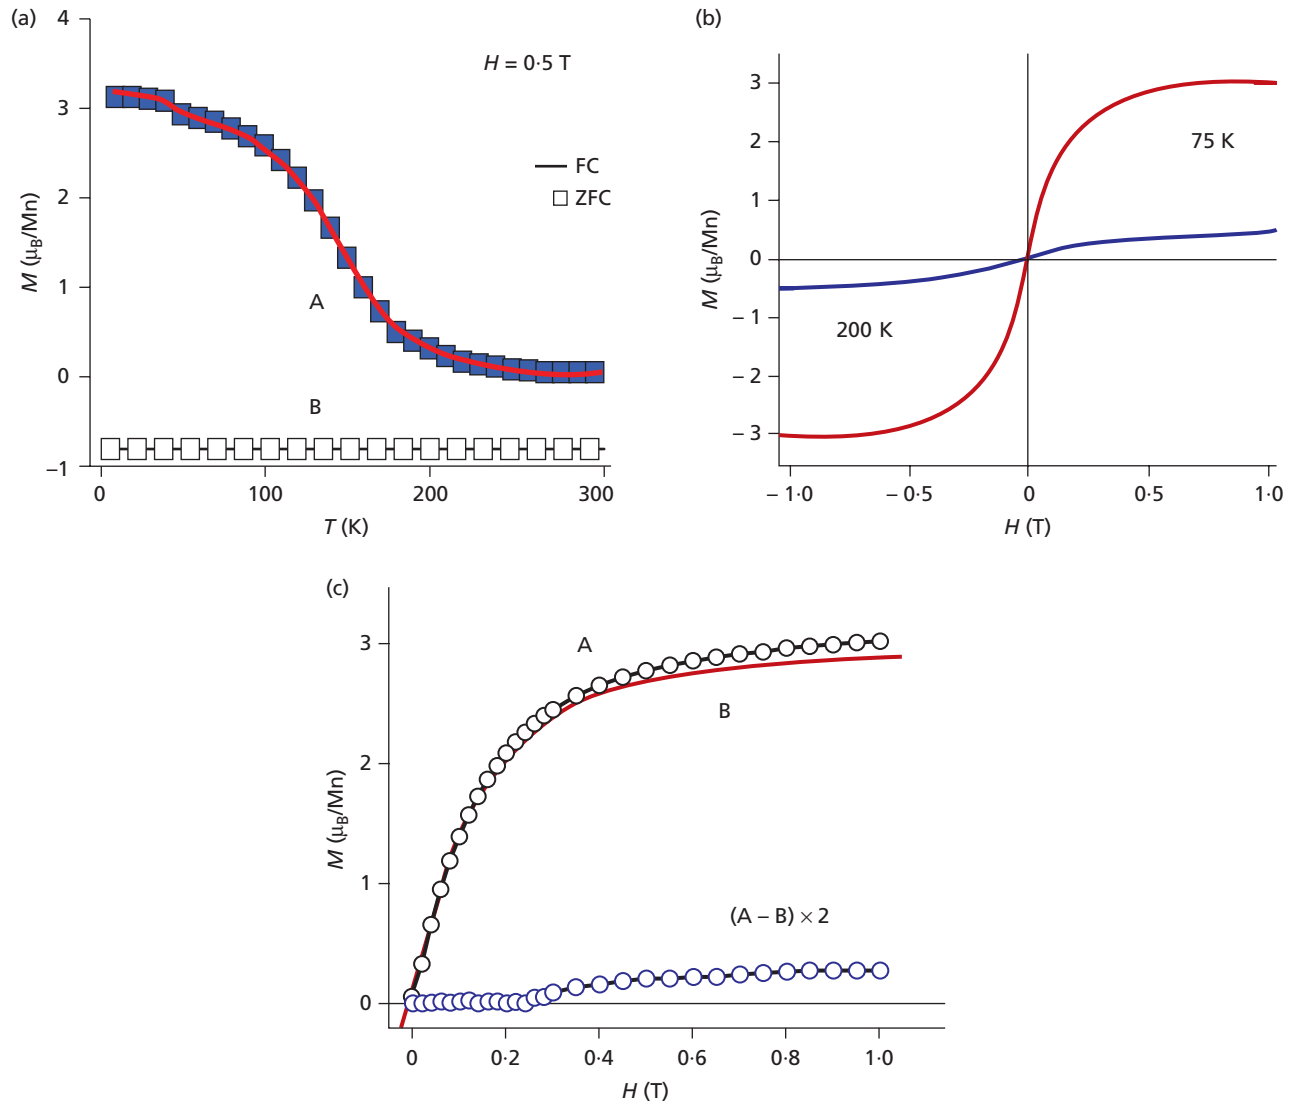 (a)
4
3
2
1
0
−1
M (μB/Mn)
H = 0·5 T
FC
ZFC
A
B
0
100
200
300
T (K)
(b)
3
2
1
0
− 1
− 2
− 3
M (μB/Mn)
75 K
200 K
− 1·0
− 0·5
0
0·5
1·0
H (T)
(c)
3
2
1
0
M (μB/Mn)
A
B
(A − B) × 2
0
0·2
0·4
0·6
0·8
1·0
H (T)